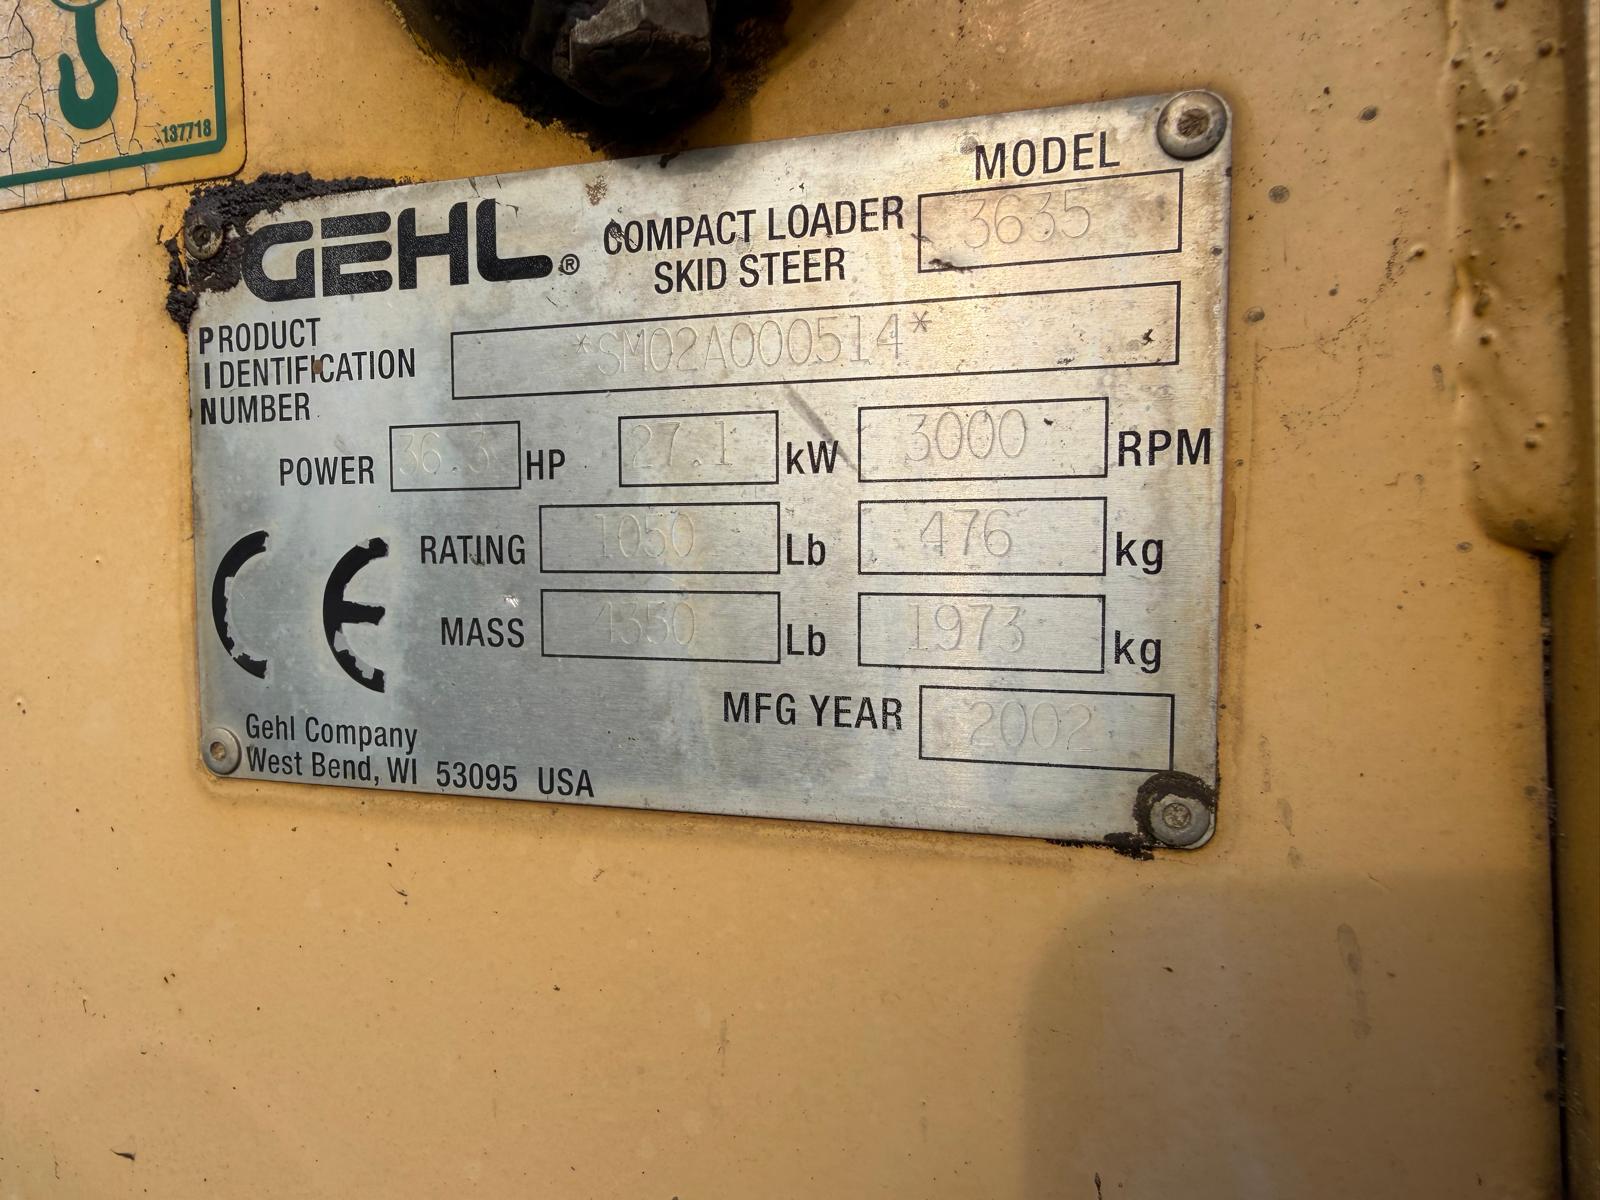 137718
MODEL
GEHL® COMPACT LOADER 3635
SKID STEER
PRODUCT
IDENTIFICATION *SM02A000514*
NUMBER
POWER 36.3 HP 27.1 kW 3000 RPM
RATING 1050 Lb 476 kg
MASS 4350 Lb 1973 kg
CE
MFG YEAR 2002
Gehl Company
West Bend, WI 53095 USA